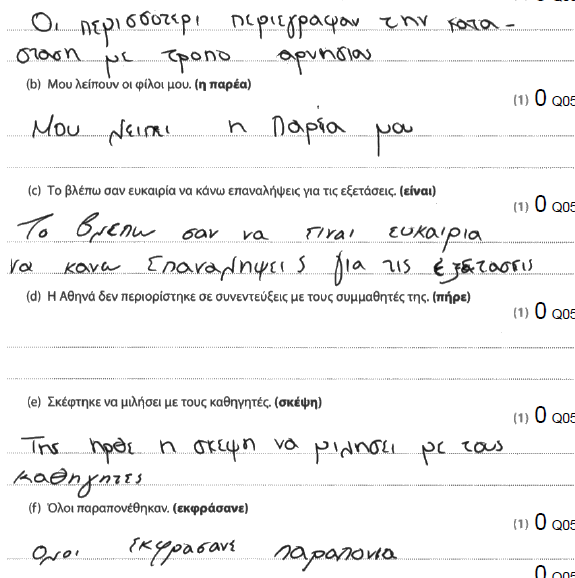 Οι περισσοτερι περιεγραφαν την κατα-
σταση με τροπο αρνησιας
(b) Μου λείπουν οι φίλοι μου. (η παρέα)
(1) 0 Q05
Μου λειπει η Παρέα μου
(c) Το βλέπω σαν ευκαιρία να κάνω επαναλήψεις για τις εξετάσεις. (είναι)
(1) 0 Q05
Το βλεπω σαν να ειναι ευκαιρια
να κανω Επαναληψεις για τις εξετασεις
(d) Η Αθηνά δεν περιορίστηκε σε συνεντεύξεις με τους συμμαθητές της. (πήρε)
(1) 0 Q05
(e) Σκέφτηκε να μιλήσει με τους καθηγητές. (σκέψη)
(1) 0 Q05
Της ηρθε η σκεψη να μιλησει με τους
καθηγητες
(f) Όλοι παραπονέθηκαν. (εκφράσανε)
(1) 0 Q05
Ολοι εκφρασανε παραπονα
0 Q05